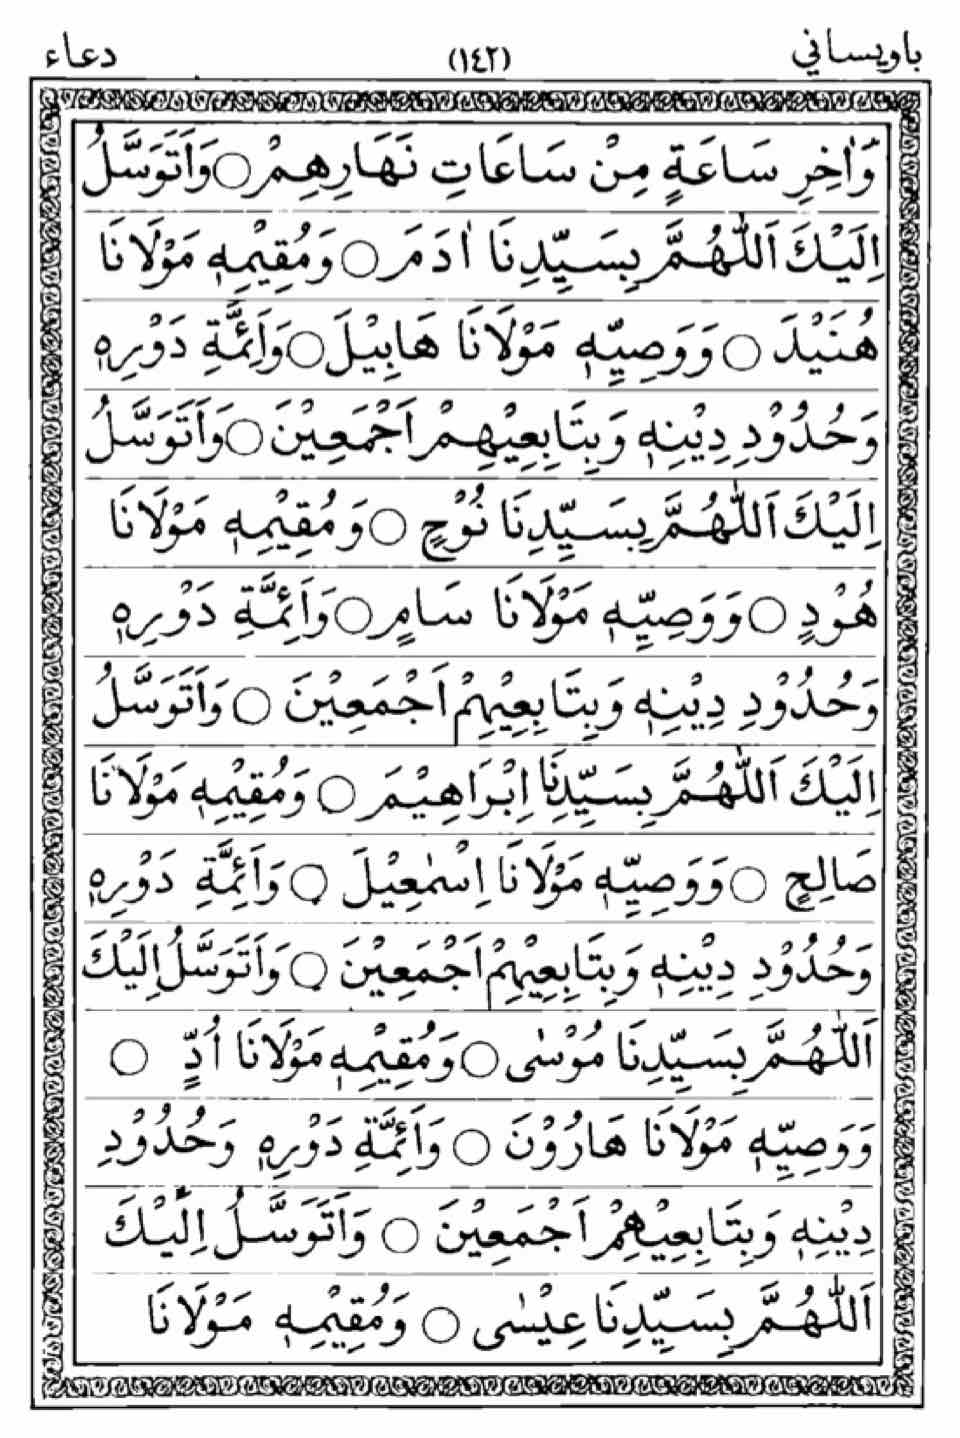 باويساني (١٤٢) دعاء
وَّاٰخِرِ سَاعَةٍ مِنْ سَاعَاتِ نَهَارِهِمْ ○ وَاَتَوَسَّلُ
اِلَيْكَ اَللّٰهُمَّ بِسَيِّدِنَا اٰدَمَ ○ وَمُقِيْمِهٖ مَوْلَانَا
هُنَيْدَ ○ وَوَصِيِّهٖ مَوْلَانَا هَابِيْلَ ○ وَاَئِمَّةِ دَوْرِهٖ
وَحُدُوْدِ دِيْنِهٖ وَبِتَابِعِيْهِمْ اَجْمَعِيْنَ ○ وَاَتَوَسَّلُ
اِلَيْكَ اَللّٰهُمَّ بِسَيِّدِنَا نُوْحٍ ○ وَمُقِيْمِهٖ مَوْلَانَا
هُوْدٍ ○ وَوَصِيِّهٖ مَوْلَانَا سَامٍ ○ وَاَئِمَّةِ دَوْرِهٖ
وَحُدُوْدِ دِيْنِهٖ وَبِتَابِعِيْهِمْ اَجْمَعِيْنَ ○ وَاَتَوَسَّلُ
اِلَيْكَ اَللّٰهُمَّ بِسَيِّدِنَا اِبْرَاهِيْمَ ○ وَمُقِيْمِهٖ مَوْلَانَا
صَالِحٍ ○ وَوَصِيِّهٖ مَوْلَانَا اِسْمٰعِيْلَ ○ وَاَئِمَّةِ دَوْرِهٖ
وَحُدُوْدِ دِيْنِهٖ وَبِتَابِعِيْهِمْ اَجْمَعِيْنَ ○ وَاَتَوَسَّلُ اِلَيْكَ
اَللّٰهُمَّ بِسَيِّدِنَا مُوْسٰى ○ وَمُقِيْمِهٖ مَوْلَانَا اُدٍّ ○
وَوَصِيِّهٖ مَوْلَانَا هَارُوْنَ ○ وَاَئِمَّةِ دَوْرِهٖ وَحُدُوْدِ
دِيْنِهٖ وَبِتَابِعِيْهِمْ اَجْمَعِيْنَ ○ وَاَتَوَسَّلُ اِلَيْكَ
اَللّٰهُمَّ بِسَيِّدِنَا عِيْسٰى ○ وَمُقِيْمِهٖ مَوْلَانَا